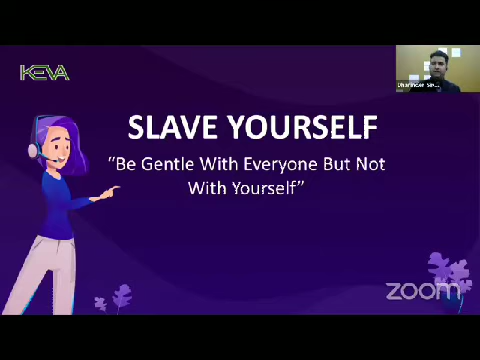 KEVA
SLAVE YOURSELF
"Be Gentle With Everyone But Not
With Yourself"
zoom